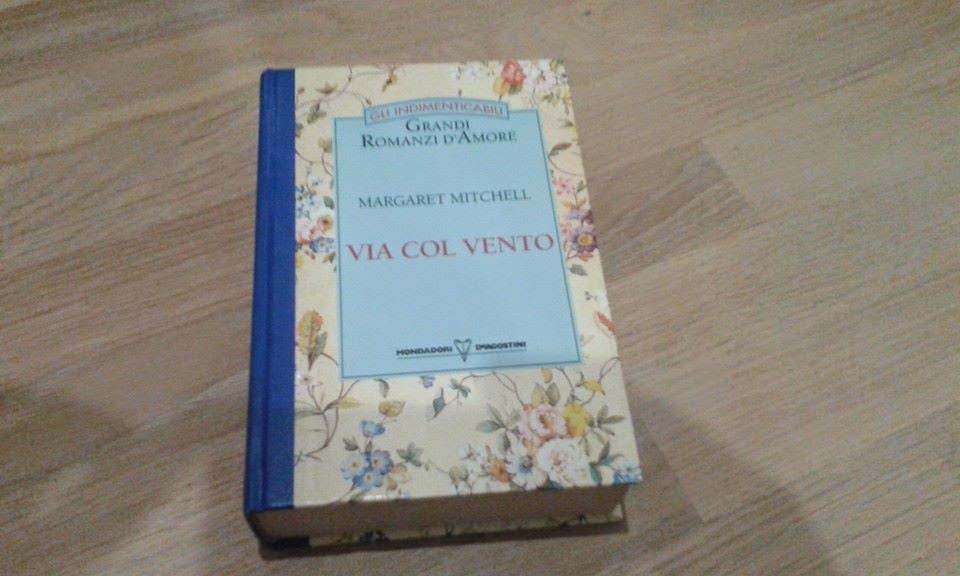 GLI INDIMENTICABILI
GRANDI
ROMANZI D'AMORE
MARGARET MITCHELL
VIA COL VENTO
MONDADORI DEAGOSTINI